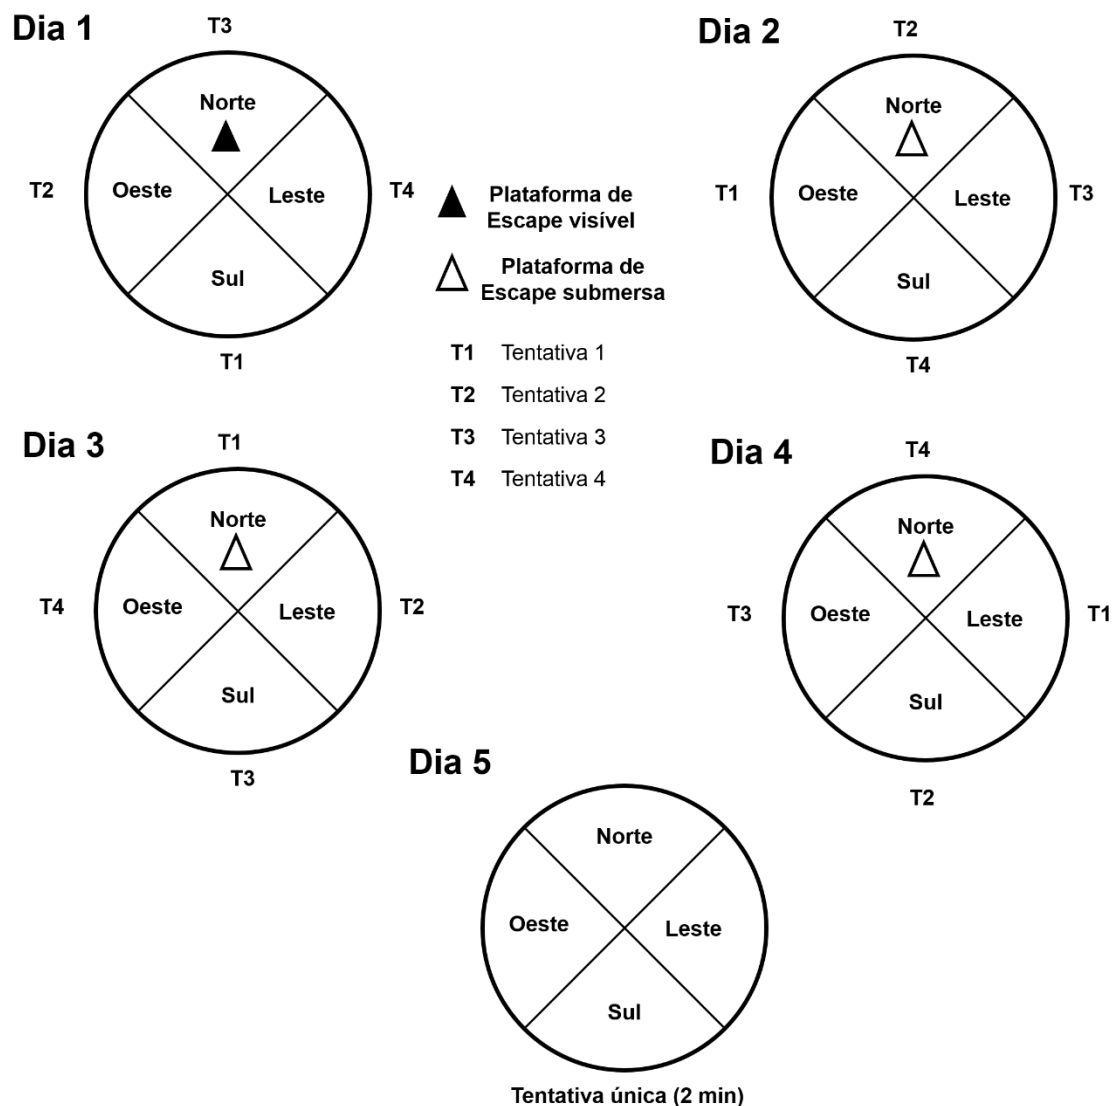 Dia 1
T3
Norte
T2
Oeste
Leste
T4
Sul
T1
Plataforma de
Escape visível
Plataforma de
Escape submersa
T1 Tentativa 1
T2 Tentativa 2
T3 Tentativa 3
T4 Tentativa 4
Dia 2
T2
Norte
T1
Oeste
Leste
T3
Sul
T4
Dia 3
T1
Norte
T4
Oeste
Leste
T2
Sul
T3
Dia 4
T4
Norte
T3
Oeste
Leste
T1
Sul
T2
Dia 5
Norte
Oeste
Leste
Sul
Tentativa única (2 min)